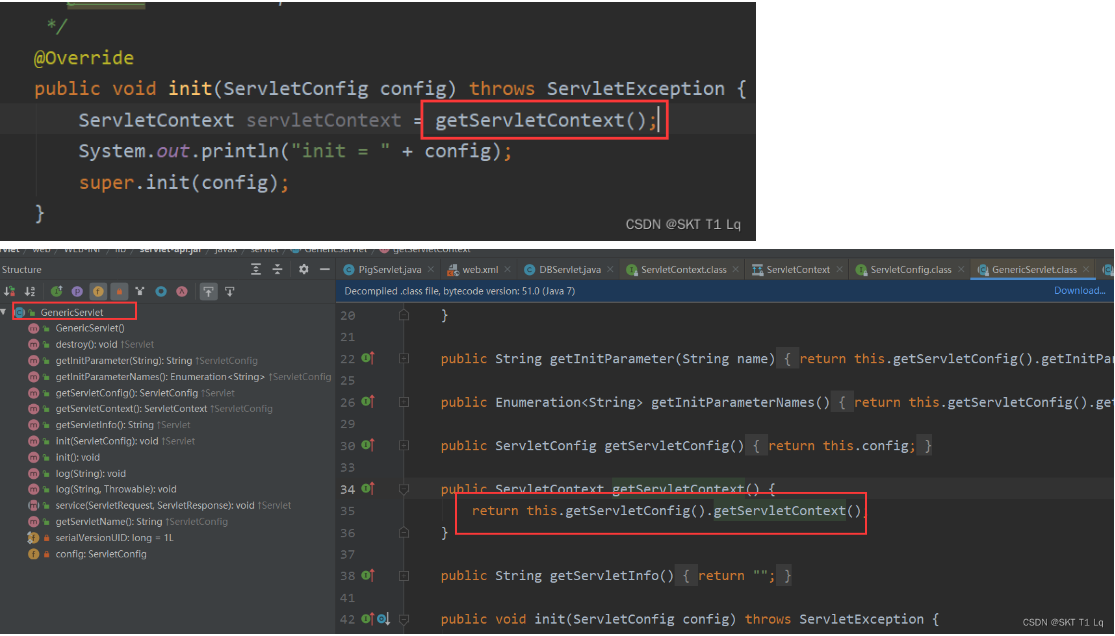 */
@Override
public void init(ServletConfig config) throws ServletException {
ServletContext servletContext = getServletContext();
System.out.println("init = " + config);
super.init(config);
}
CSDN @SKT T1 Lq
Structure
PigServlet.java
web.xml
DBServlet.java
ServletContext.class
ServletContext
ServletConfig.class
GenericServlet.class
Decompiled .class file, bytecode version: 51.0 (Java 7)
Download...
GenericServlet
GenericServlet()
destroy(): void ↑Servlet
getInitParameter(String): String ↑ServletConfig
getInitParameterNames(): Enumeration<String> ↑ServletConfig
getServletConfig(): ServletConfig ↑Servlet
getServletContext(): ServletContext ↑ServletConfig
getServletInfo(): String ↑Servlet
init(ServletConfig): void ↑Servlet
init(): void
log(String): void
log(String, Throwable): void
service(ServletRequest, ServletResponse): void ↑Servlet
getServletName(): String ↑ServletConfig
serialVersionUID: long = 1L
config: ServletConfig
20 }
21
22 public String getInitParameter(String name) { return this.getServletConfig().getInitPa
25
26 public Enumeration<String> getInitParameterNames() { return this.getServletConfig().get
29
30 public ServletConfig getServletConfig() { return this.config; }
33
34 public ServletContext getServletContext() {
35 return this.getServletConfig().getServletContext();
36 }
37
38 public String getServletInfo() { return ""; }
41
42 public void init(ServletConfig config) throws ServletException {
CSDN @SKT T1 Lq